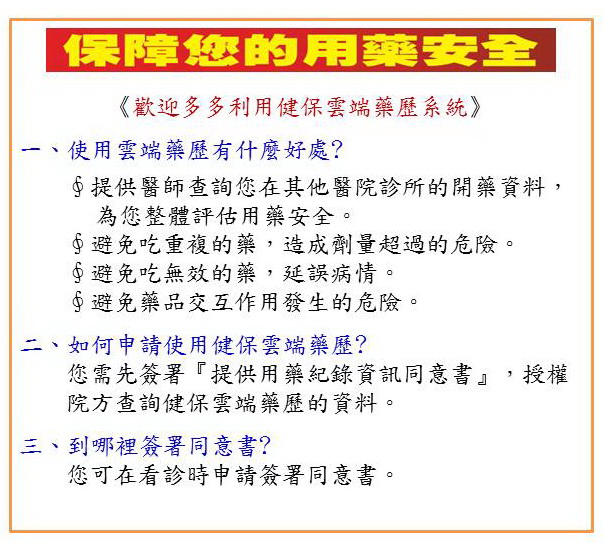 保障您的用藥安全
《歡迎多多利用健保雲端藥歷系統》
一、使用雲端藥歷有什麼好處?
∮提供醫師查詢您在其他醫院診所的開藥資料，
為您整體評估用藥安全。
∮避免吃重複的藥，造成劑量超過的危險。
∮避免吃無效的藥，延誤病情。
∮避免藥品交互作用發生的危險。
二、如何申請使用健保雲端藥歷?
您需先簽署『提供用藥紀錄資訊同意書』，授權
院方查詢健保雲端藥歷的資料。
三、到哪裡簽署同意書?
您可在看診時申請簽署同意書。